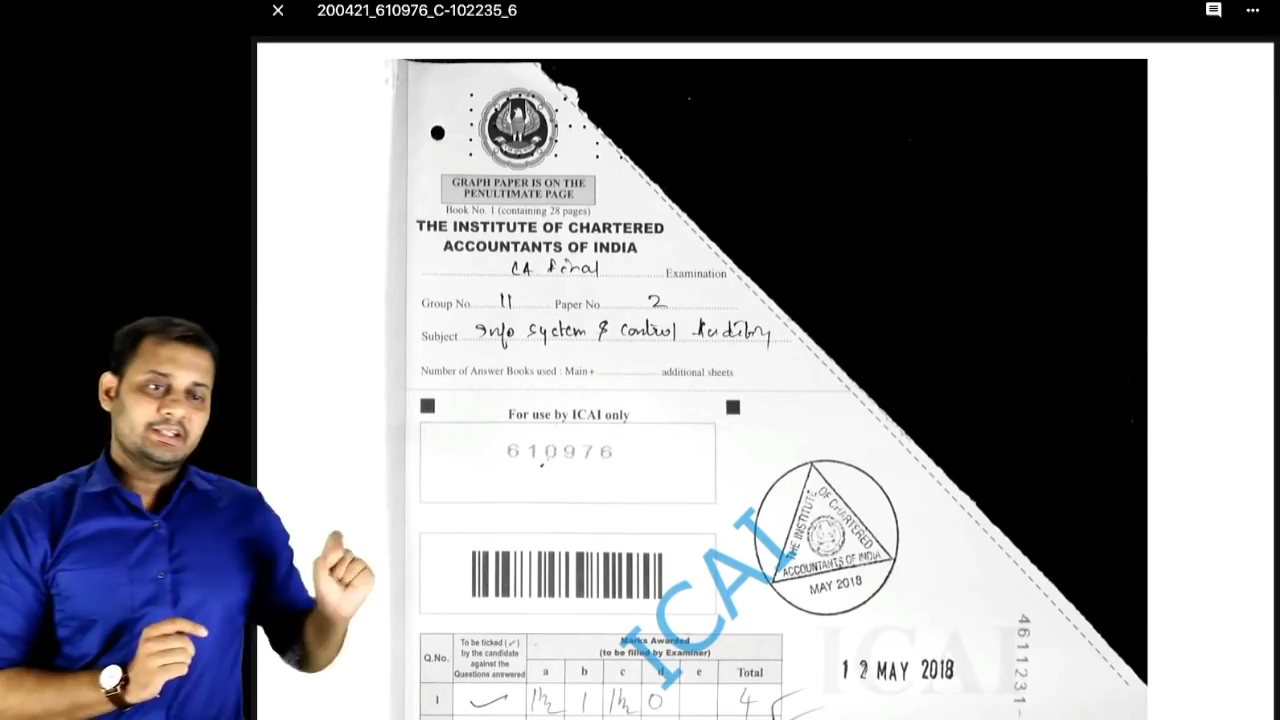 200421_610976_C-102235_6
GRAPH PAPER IS ON THE
PENULTIMATE PAGE
Book No. 1 (containing 28 pages)
THE INSTITUTE OF CHARTERED
ACCOUNTANTS OF INDIA
CA Final Examination
Group No. 11 Paper No. 2
Subject Info System & Control Auditing
Number of Answer Books used : Main + additional sheets
For use by ICAI only
610976
ICAI
THE INSTITUTE OF CHARTERED ACCOUNTANTS OF INDIA
MAY 2018
12 MAY 2018
4611231-
ICAI
Q.No.
To be ticked (✓)
by the candidate
against the
Questions answered
Marks Awarded
(to be filled by Examiner)
a b c d e Total
1 ✓ 1½ 1 1½ 0 4